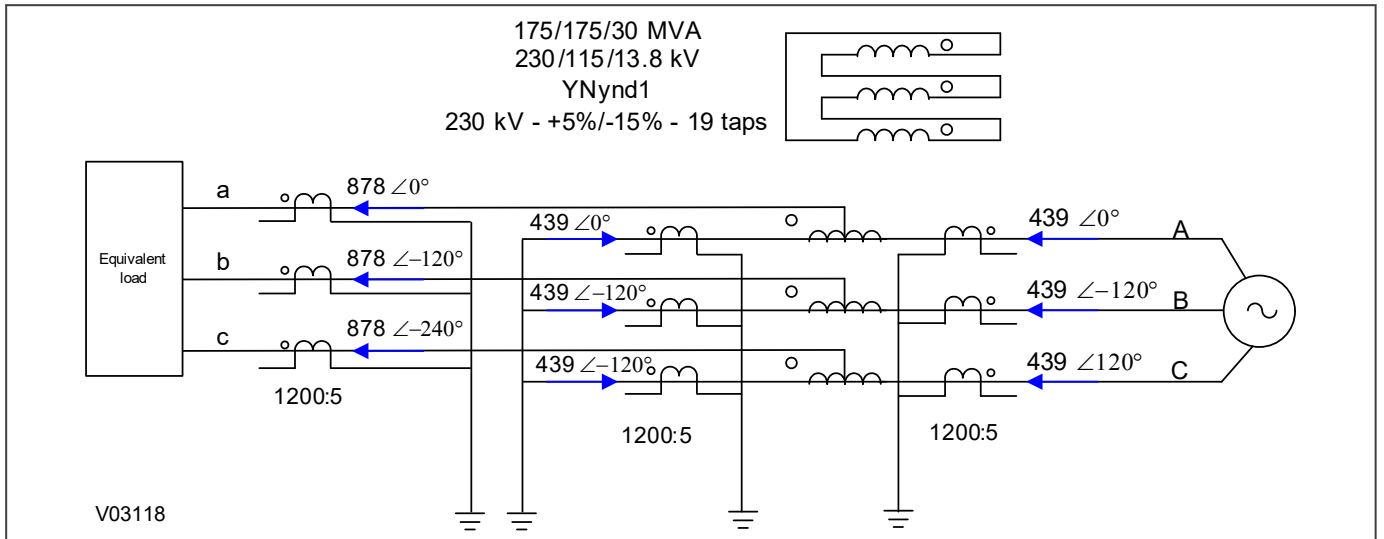 175/175/30 MVA
230/115/13.8 kV
YNynd1
230 kV - +5%/-15% - 19 taps
Equivalent
load
a
878 ∠0°
439 ∠0°
439 ∠0°
A
b
878 ∠−120°
439 ∠−120°
439 ∠−120°
B
c
878 ∠−240°
439 ∠−120°
439 ∠120°
C
1200:5
1200:5
1200:5
V03118